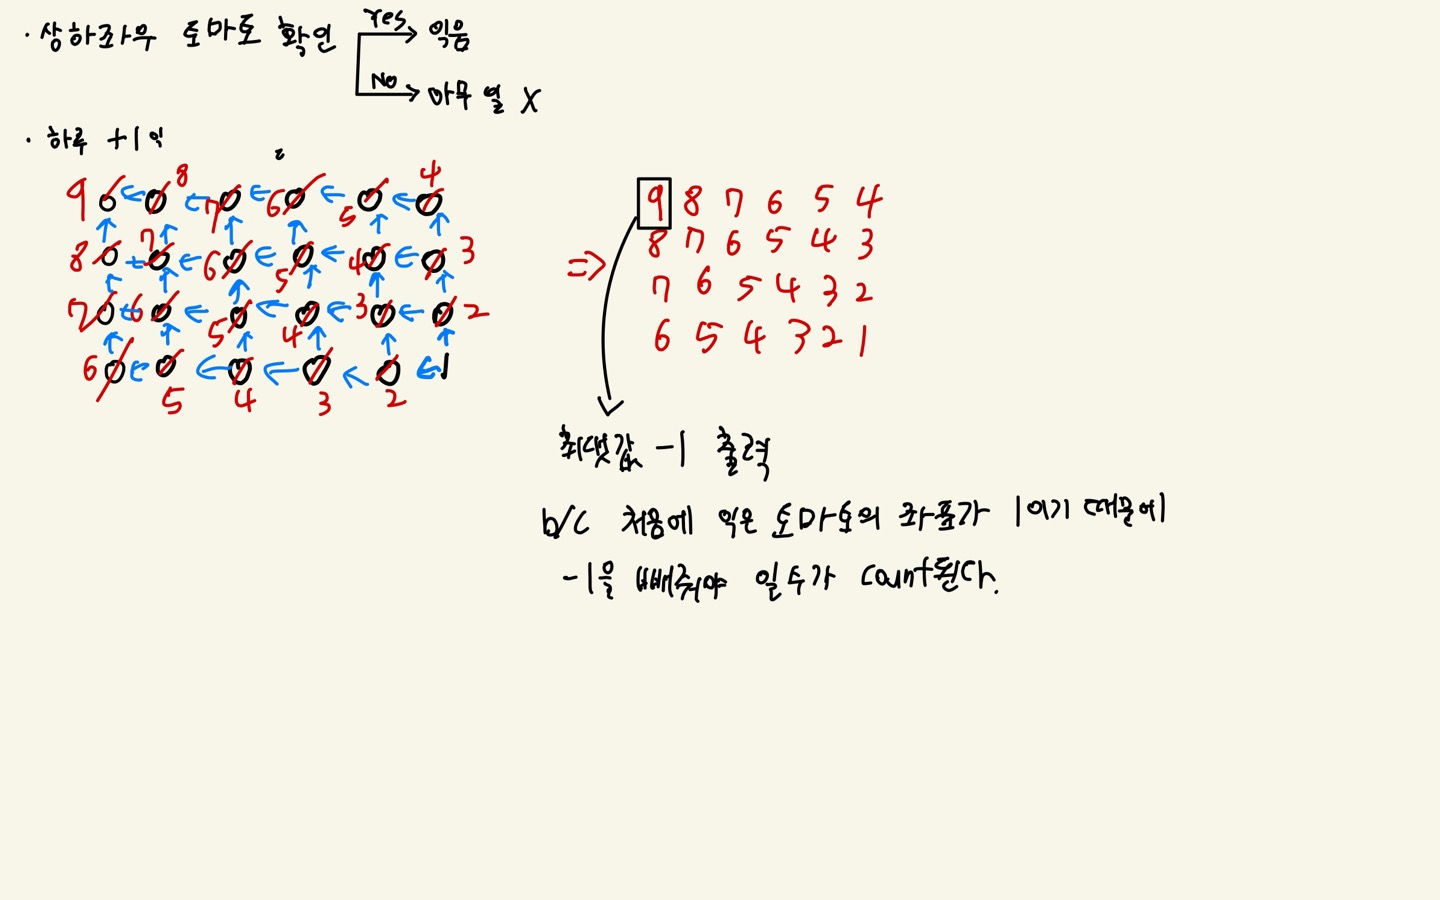 · 상하좌우 토마토 확인
Yes 익음
No 아무 일 X
· 하루 +1 익
9 8 7 6 5 4
8 7 6 5 4 3
7 6 5 4 3 2
6 5 4 3 2 1
=>
9 8 7 6 5 4
8 7 6 5 4 3
7 6 5 4 3 2
6 5 4 3 2 1
최댓값 -1 출력
b/c 처음에 익은 토마토의 좌표가 1이기 때문에
-1을 빼줘야 일수가 count된다.